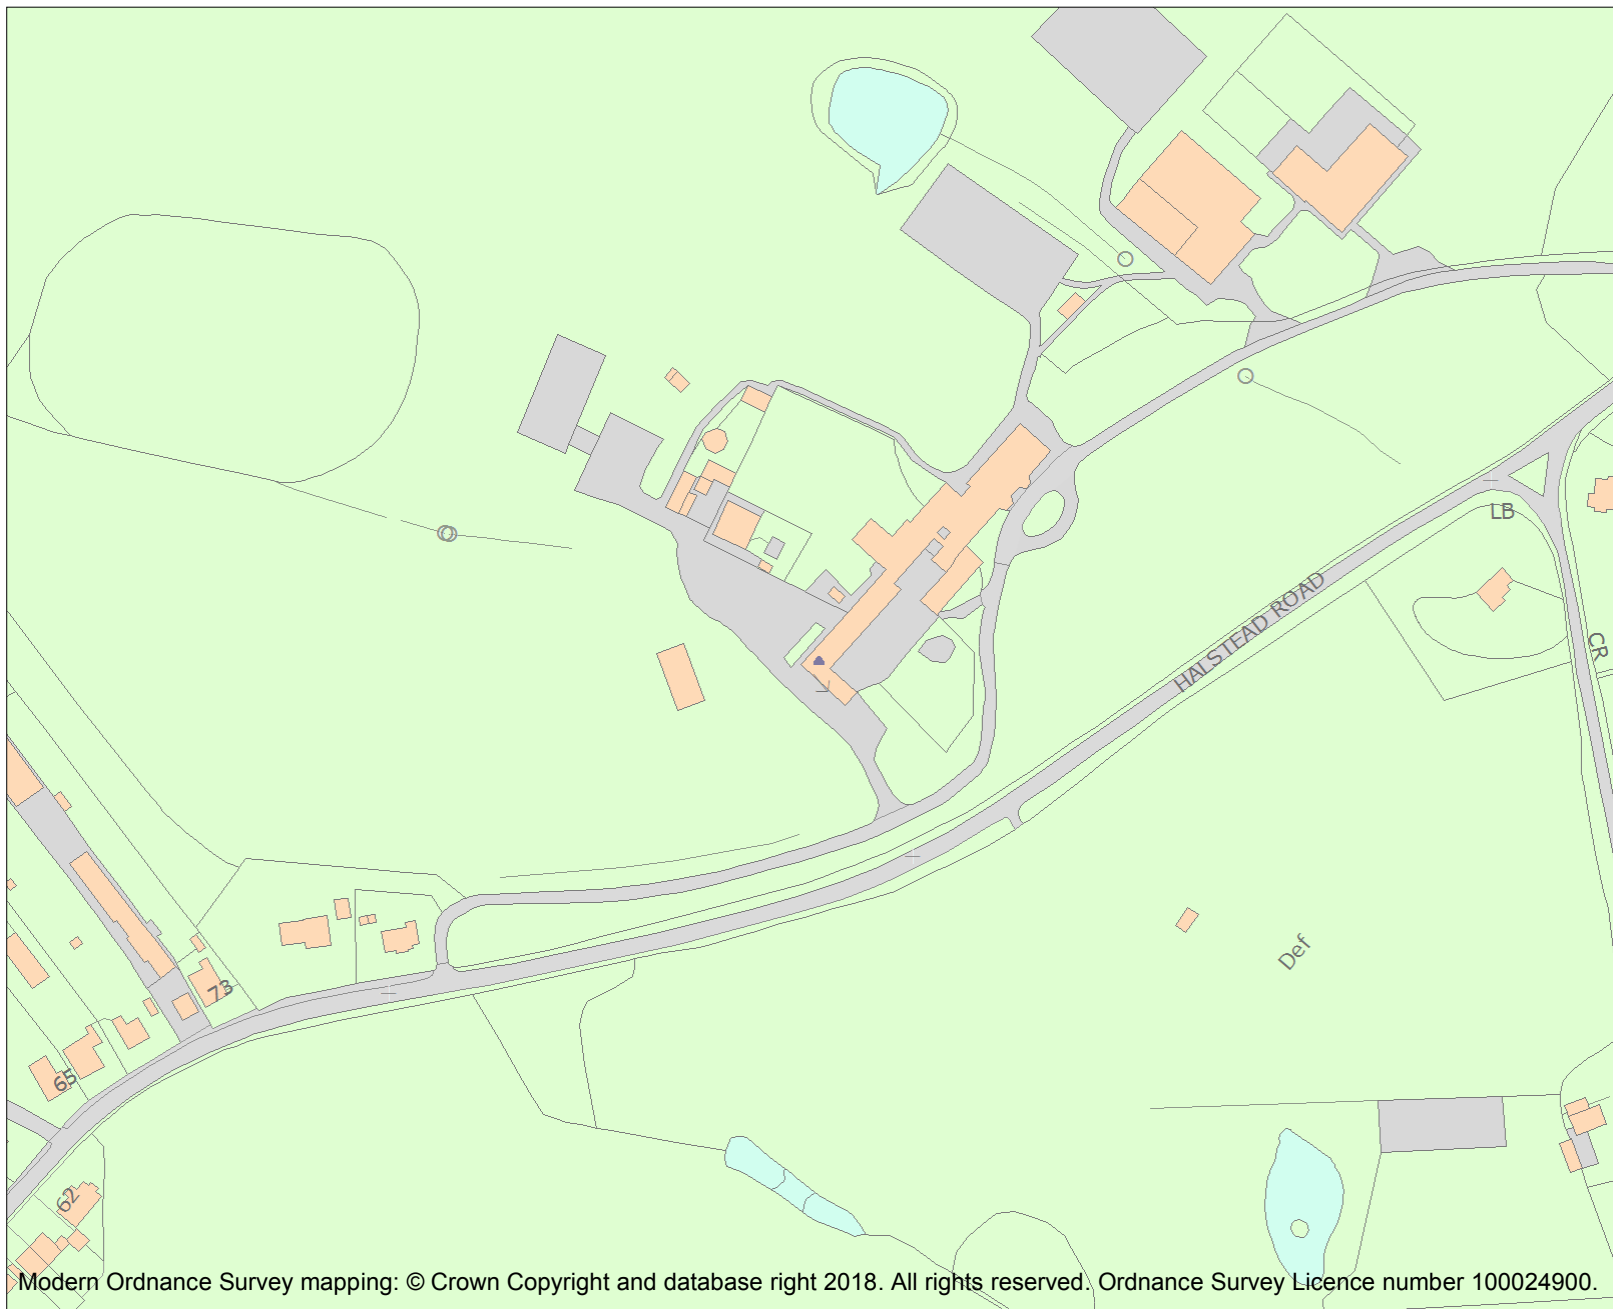 LB
HALSTEAD ROAD
CR
Def
73
65
62
Modern Ordnance Survey mapping: © Crown Copyright and database right 2018. All rights reserved. Ordnance Survey Licence number 100024900.